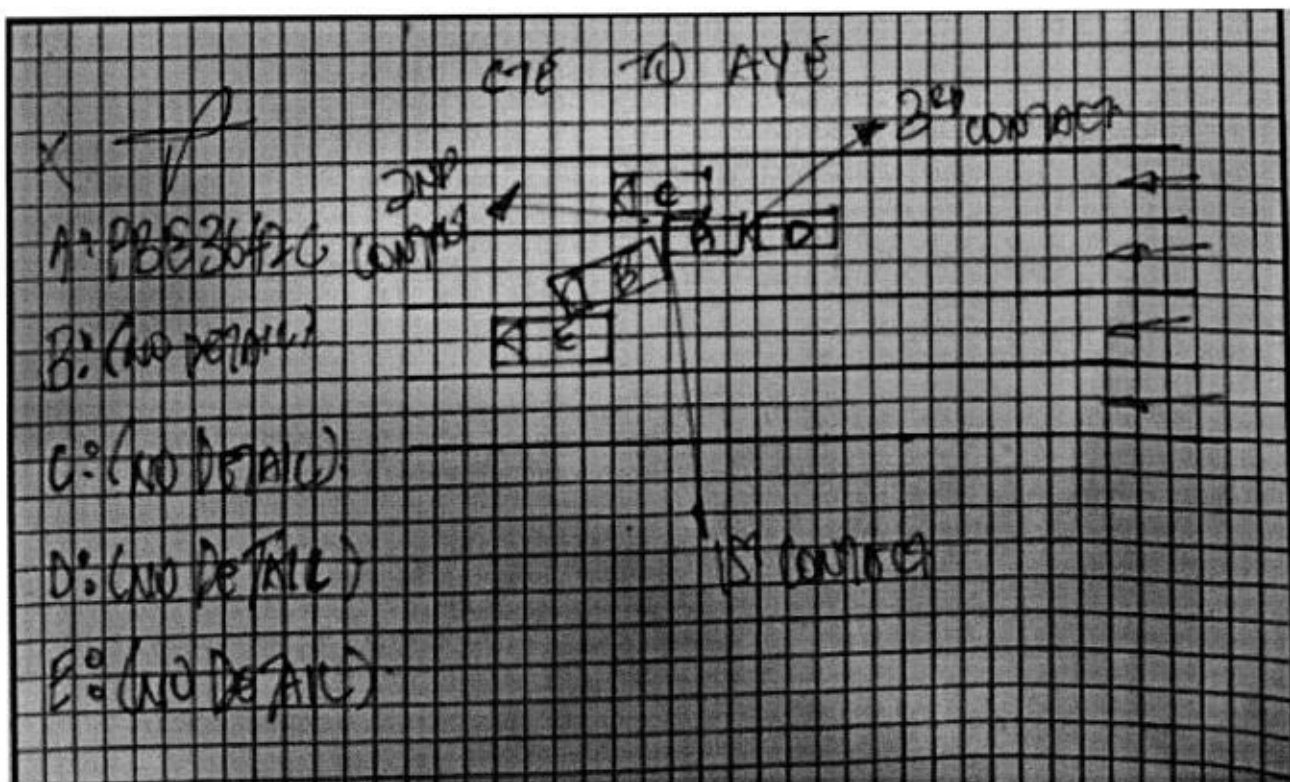 CTE TO AYE
3RD CONTACT
2ND CONTACT
C
A
D
B
E
A: PBE3642G
B: (NO DETAIL)
C: (NO DETAIL)
D: (NO DETAIL)
E: (NO DETAIL)
1ST CONTACT